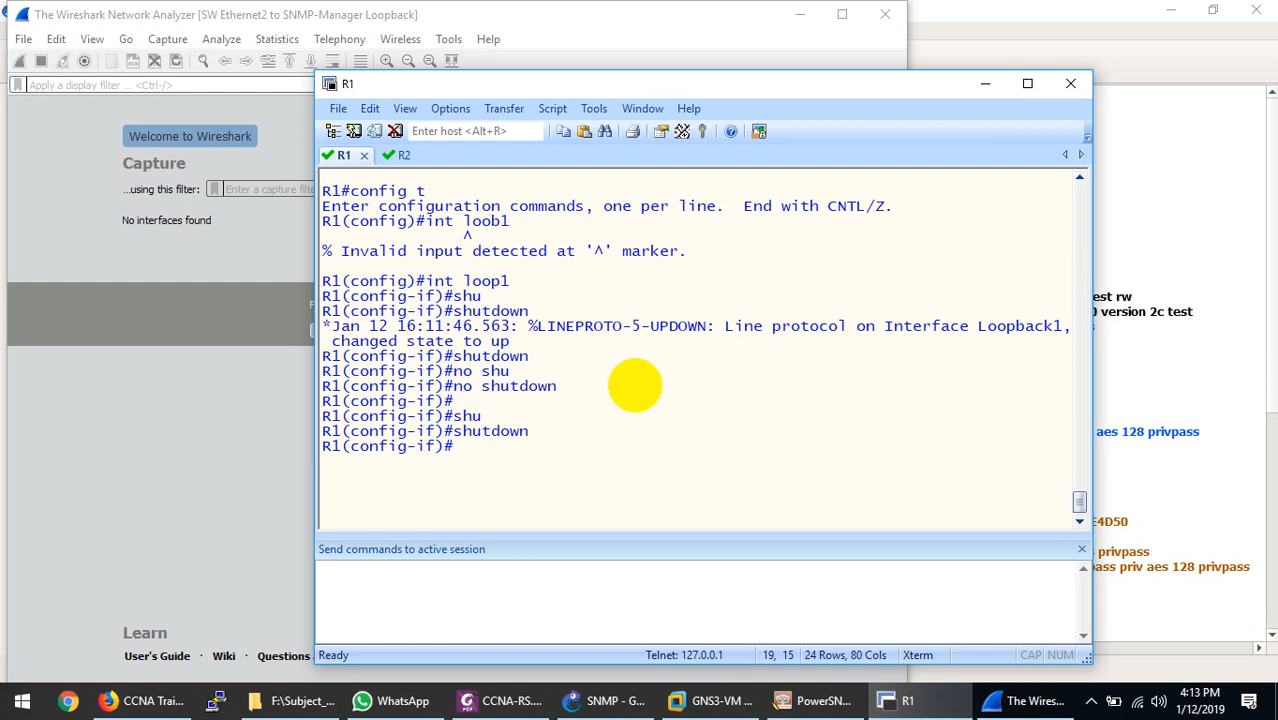 The Wireshark Network Analyzer [SW Ethernet2 to SNMP-Manager Loopback]
File Edit View Go Capture Analyze Statistics Telephony Wireless Tools Help
Apply a display filter ... <Ctrl-/>
Welcome to Wireshark
Capture
...using this filter: Enter a capture filter
No interfaces found
Learn
User's Guide · Wiki · Questions
R1
File Edit View Options Transfer Script Tools Window Help
Enter host <Alt+R>
R1 R2
R1#config t
Enter configuration commands, one per line.  End with CNTL/Z.
R1(config)#int loob1
^
% Invalid input detected at '^' marker.
R1(config)#int loop1
R1(config-if)#shu
R1(config-if)#shutdown
*Jan 12 16:11:46.563: %LINEPROTO-5-UPDOWN: Line protocol on Interface Loopback1,
changed state to up
R1(config-if)#shutdown
R1(config-if)#no shu
R1(config-if)#no shutdown
R1(config-if)#
R1(config-if)#shu
R1(config-if)#shutdown
R1(config-if)#
Send commands to active session
Ready Telnet: 127.0.0.1 19, 15 24 Rows, 80 Cols Xterm CAP NUM
est rw
0 version 2c test
aes 128 privpass
E4D50
privpass
ass priv aes 128 privpass
CCNA Trai... F:\Subject_... WhatsApp CCNA-RS.... SNMP - G... GNS3-VM ... PowerSN... R1 The Wires...
4:13 PM
1/12/2019